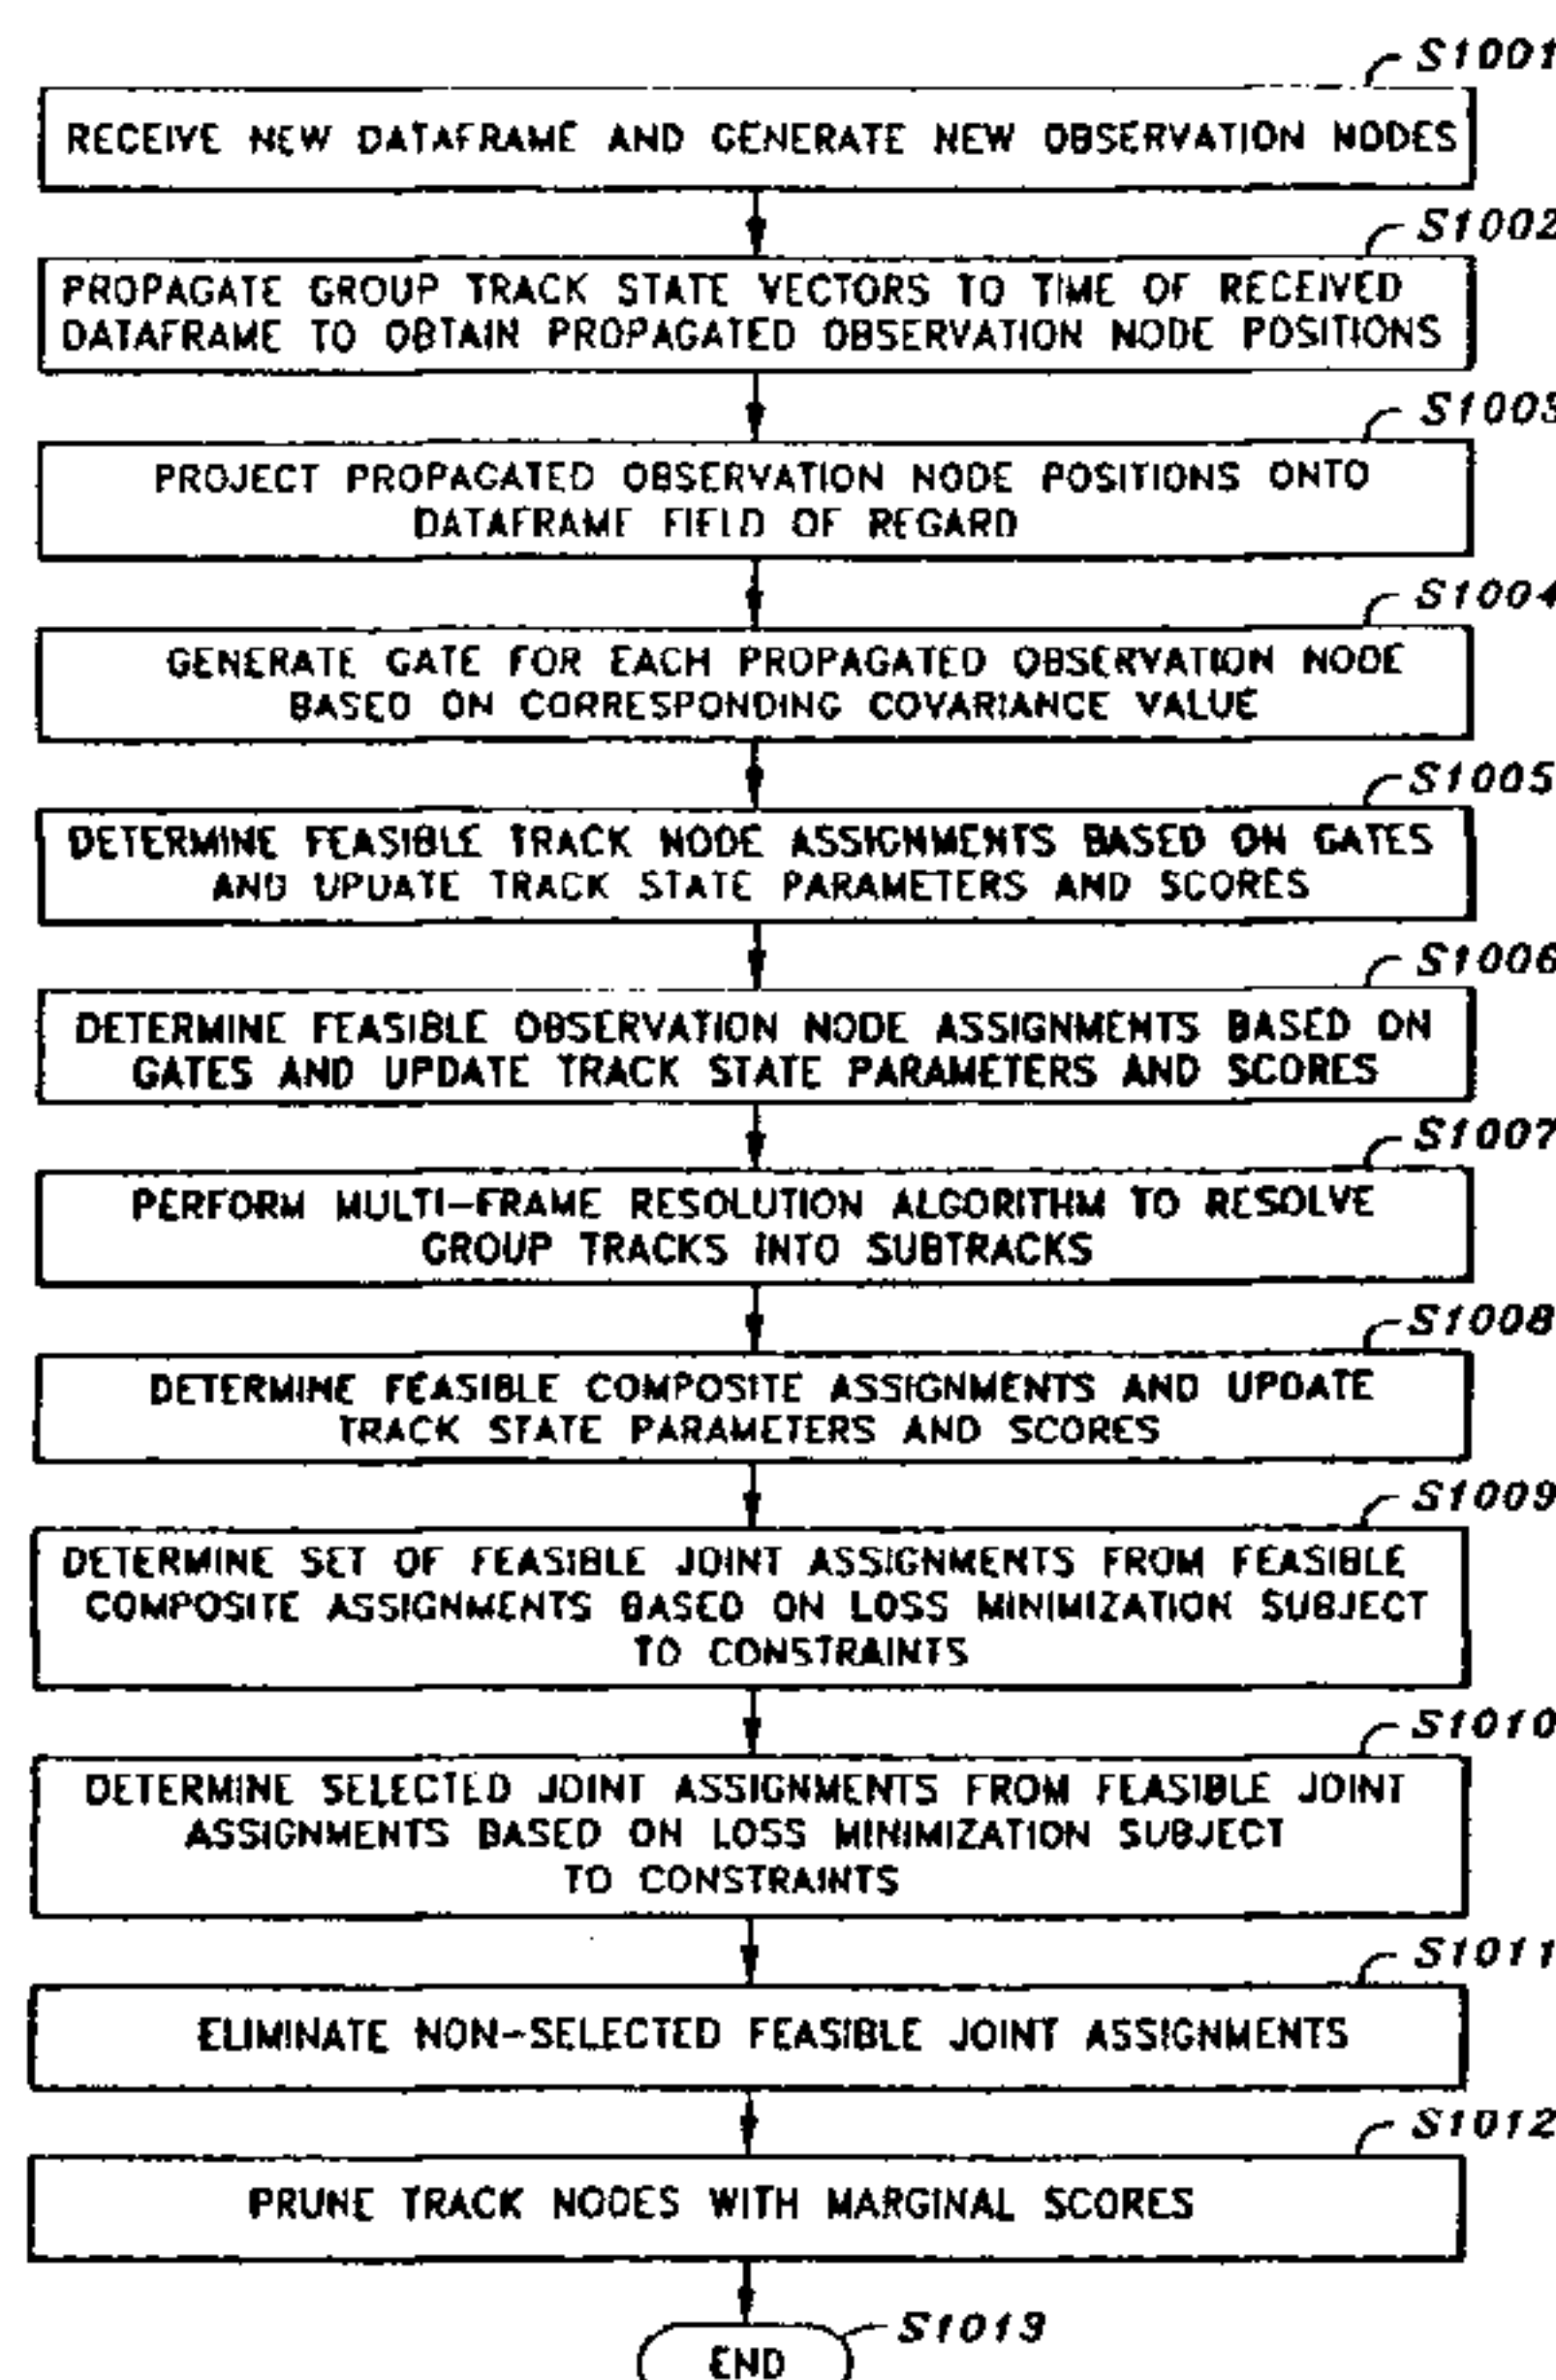 S1001
RECEIVE NEW DATAFRAME AND GENERATE NEW OBSERVATION NODES
S1002
PROPAGATE GROUP TRACK STATE VECTORS TO TIME OF RECEIVED
DATAFRAME TO OBTAIN PROPAGATED OBSERVATION NODE POSITIONS
S1003
PROJECT PROPAGATED OBSERVATION NODE POSITIONS ONTO
DATAFRAME FIELD OF REGARD
S1004
GENERATE GATE FOR EACH PROPAGATED OBSERVATION NODE
BASED ON CORRESPONDING COVARIANCE VALUE
S1005
DETERMINE FEASIBLE TRACK NODE ASSIGNMENTS BASED ON GATES
AND UPDATE TRACK STATE PARAMETERS AND SCORES
S1006
DETERMINE FEASIBLE OBSERVATION NODE ASSIGNMENTS BASED ON
GATES AND UPDATE TRACK STATE PARAMETERS AND SCORES
S1007
PERFORM MULTI-FRAME RESOLUTION ALGORITHM TO RESOLVE
GROUP TRACKS INTO SUBTRACKS
S1008
DETERMINE FEASIBLE COMPOSITE ASSIGNMENTS AND UPDATE
TRACK STATE PARAMETERS AND SCORES
S1009
DETERMINE SET OF FEASIBLE JOINT ASSIGNMENTS FROM FEASIBLE
COMPOSITE ASSIGNMENTS BASED ON LOSS MINIMIZATION SUBJECT
TO CONSTRAINTS
S1010
DETERMINE SELECTED JOINT ASSIGNMENTS FROM FEASIBLE JOINT
ASSIGNMENTS BASED ON LOSS MINIMIZATION SUBJECT
TO CONSTRAINTS
S1011
ELIMINATE NON-SELECTED FEASIBLE JOINT ASSIGNMENTS
S1012
PRUNE TRACK NODES WITH MARGINAL SCORES
S1013
END